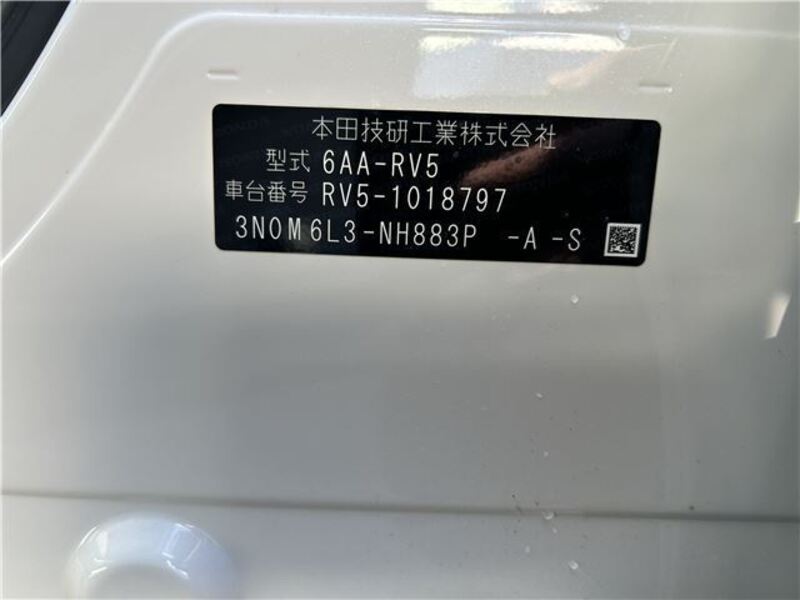 本田技研工業株式会社
型式 6AA-RV5
車台番号 RV5-1018797
3N0M6L3-NH883P -A -S